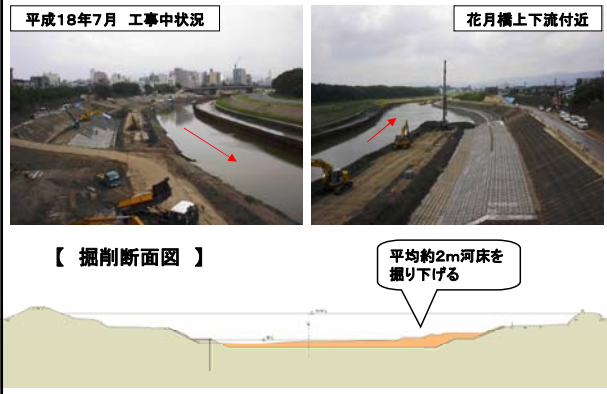 平成18年7月 工事中状況
花月橋上下流付近
【 掘削断面図 】
平均約2m河床を
掘り下げる